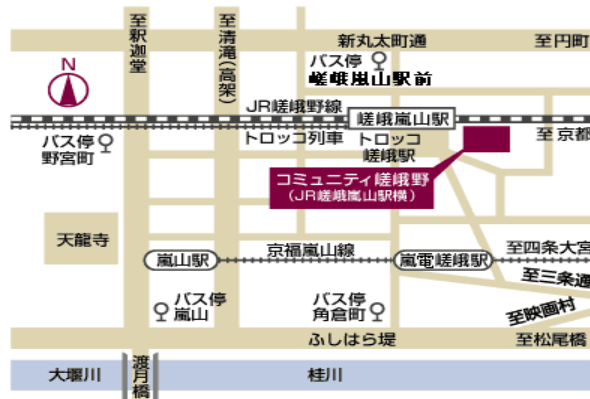 至釈迦堂
至清滝(高架)
新丸太町通
至円町
バス停
嵯峨嵐山駅前
N
JR嵯峨野線
嵯峨嵐山駅
トロッコ列車
トロッコ
嵯峨駅
至京都
バス停
野宮町
コミュニティ嵯峨野
(JR嵯峨嵐山駅横)
天龍寺
嵐山駅
京福嵐山線
嵐電嵯峨駅
至四条大宮
至三条通
バス停
嵐山
バス停
角倉町
至映画村
ふしはら堤
至松尾橋
大堰川
渡月橋
桂川